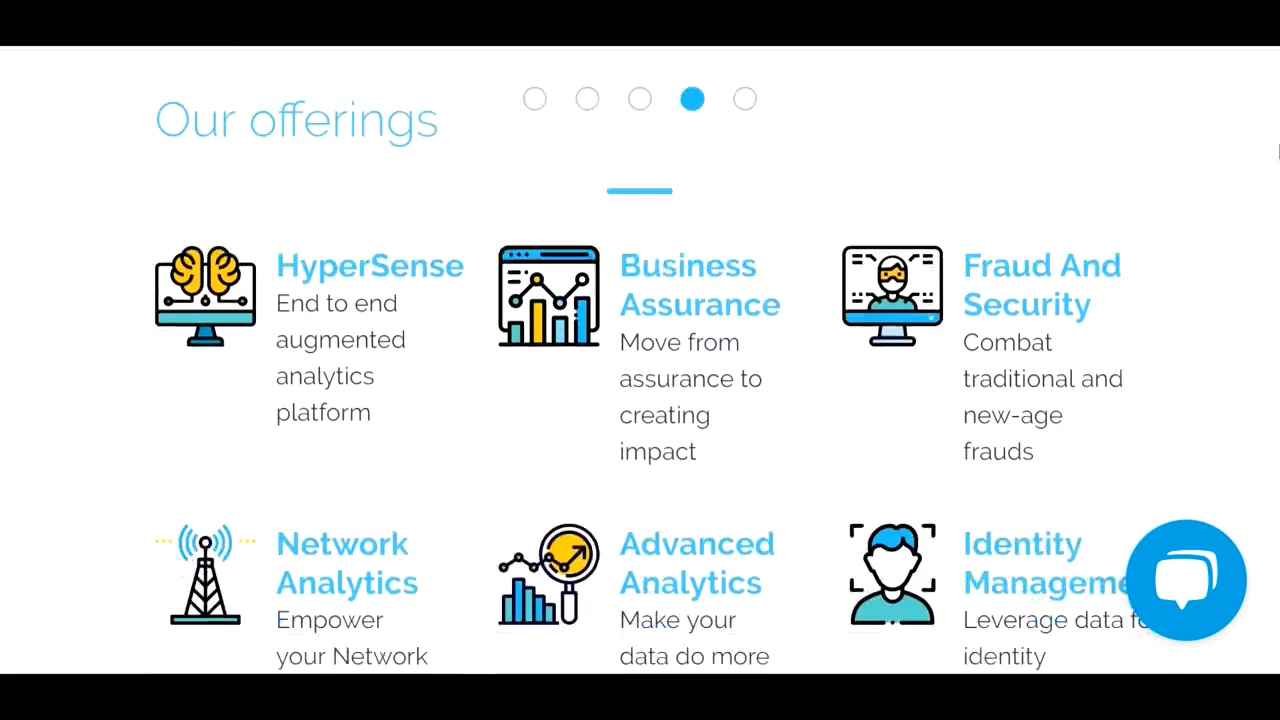 Our offerings
HyperSense
End to end
augmented
analytics
platform
Business
Assurance
Move from
assurance to
creating
impact
Fraud And
Security
Combat
traditional and
new-age
frauds
Network
Analytics
Empower
your Network
Advanced
Analytics
Make your
data do more
Identity
Leverage data
identity